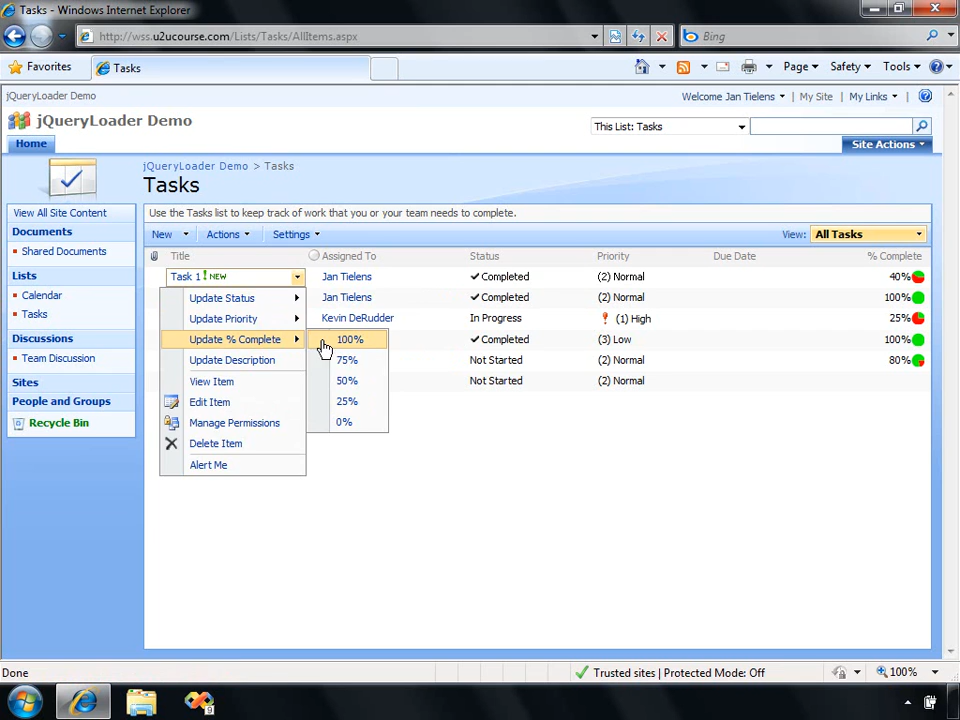 Tasks - Windows Internet Explorer
http://wss.u2ucourse.com/Lists/Tasks/AllItems.aspx
Bing
Favorites
Tasks
Page
Safety
Tools
jQueryLoader Demo
Welcome Jan Tielens
My Site
My Links
jQueryLoader Demo
This List: Tasks
Home
Site Actions
jQueryLoader Demo > Tasks
Tasks
View All Site Content
Use the Tasks list to keep track of work that you or your team needs to complete.
Documents
Shared Documents
Lists
Calendar
Tasks
Discussions
Team Discussion
Sites
People and Groups
Recycle Bin
New
Actions
Settings
View: All Tasks
Title Assigned To Status Priority Due Date % Complete
Task 1 ! NEW Jan Tielens Completed (2) Normal 40%
Jan Tielens Completed (2) Normal 100%
Kevin DeRudder In Progress (1) High 25%
Completed (3) Low 100%
Not Started (2) Normal 80%
Not Started (2) Normal
Update Status
Update Priority
Update % Complete
Update Description
View Item
Edit Item
Manage Permissions
Delete Item
Alert Me
100%
75%
50%
25%
0%
Done
Trusted sites | Protected Mode: Off
100%
9